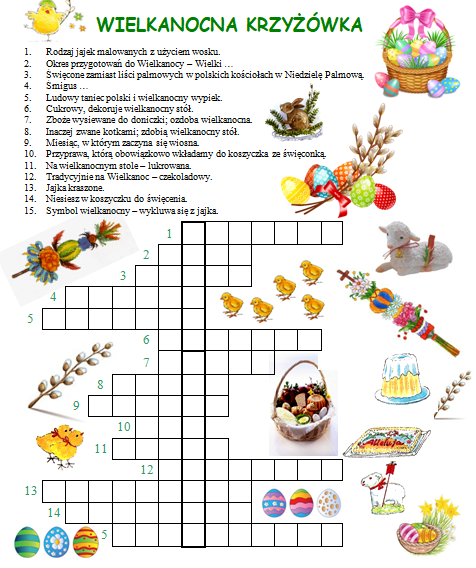 WIELKANOCNA KRZYŻÓWKA
1. Rodzaj jajek malowanych z użyciem wosku.
2. Okres przygotowań do Wielkanocy – Wielki …
3. Święcone zamiast liści palmowych w polskich kościołach w Niedzielę Palmową.
4. Śmigus …
5. Ludowy taniec polski i wielkanocny wypiek.
6. Cukrowy, dekoruje wielkanocny stół.
7. Zboże wysiewane do doniczki; ozdoba wielkanocna.
8. Inaczej zwane kotkami; zdobią wielkanocny stół.
9. Miesiąc, w którym zaczyna się wiosna.
10. Przyprawa, którą obowiązkowo wkładamy do koszyczka ze święconką.
11. Na wielkanocnym stole – lukrowana.
12. Tradycyjnie na Wielkanoc – czekoladowy.
13. Jajka kraszone.
14. Niesiesz w koszyczku do święcenia.
15. Symbol wielkanocny – wykluwa się z jajka.
1
2
3
4
5
6
7
8
9
10
11
12
13
14
5